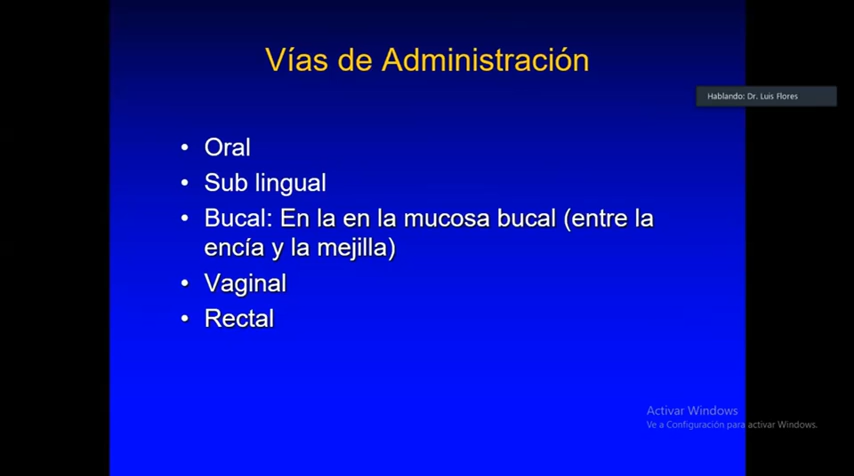 Vías de Administración
Hablando: Dr. Luis Flores
• Oral
• Sub lingual
• Bucal: En la en la mucosa bucal (entre la
encía y la mejilla)
• Vaginal
• Rectal
Activar Windows
Ve a Configuración para activar Windows.